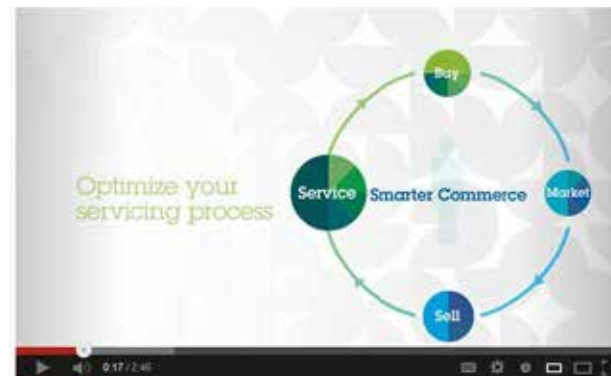 Buy
Optimize your
servicing process
Service
Smarter Commerce
Market
Sell
0:17 / 2:46